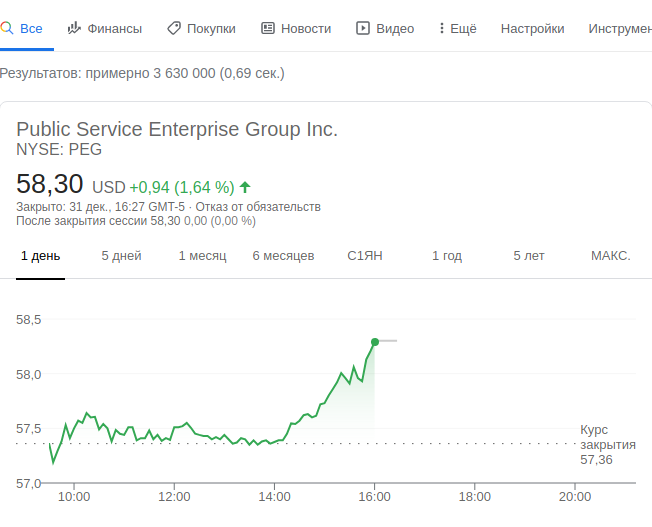 Все Финансы Покупки Новости Видео Ещё Настройки Инструмен
Результатов: примерно 3 630 000 (0,69 сек.)
Public Service Enterprise Group Inc.
NYSE: PEG
58,30 USD +0,94 (1,64 %)
Закрыто: 31 дек., 16:27 GMT-5 · Отказ от обязательств
После закрытия сессии 58,30 0,00 (0,00 %)
1 день 5 дней 1 месяц 6 месяцев С1ЯН 1 год 5 лет МАКС.
58,5
58,0
57,5
57,0
Курс
закрытия
57,36
10:00 12:00 14:00 16:00 18:00 20:00